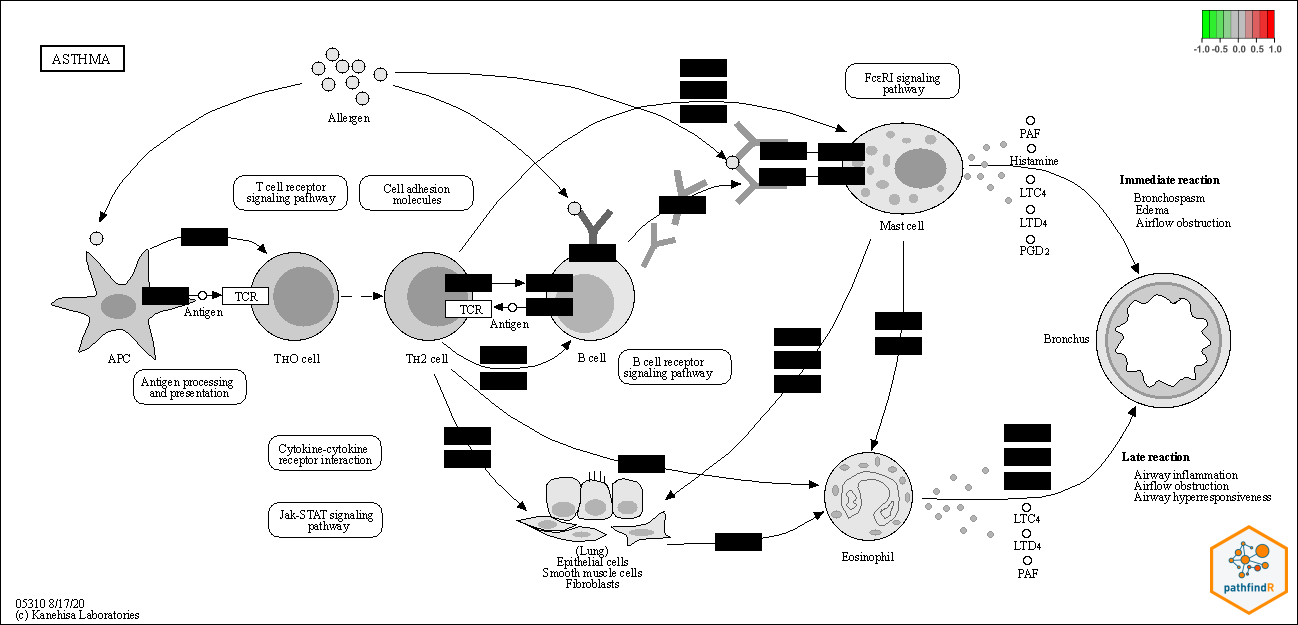 ASTHMA
-1.0 -0.5 0.0 0.5 1.0
Allergen
FcεRI signaling
pathway
PAF
Histamine
LTC4
LTD4
PGD2
Immediate reaction
Bronchospasm
Edema
Airflow obstruction
T cell receptor
signaling pathway
Cell adhesion
molecules
Mast cell
TCR
Antigen
TCR
Antigen
APC
TH0 cell
TH2 cell
B cell
Bronchus
B cell receptor
signaling pathway
Antigen processing
and presentation
Cytokine-cytokine
receptor interaction
Late reaction
Airway inflammation
Airflow obstruction
Airway hyperresponsiveness
Jak-STAT signaling
pathway
LTC4
LTD4
PAF
(Lung)
Epithelial cells
Smooth muscle cells
Fibroblasts
Eosinophil
pathfindR
05310 8/17/20
(c) Kanehisa Laboratories